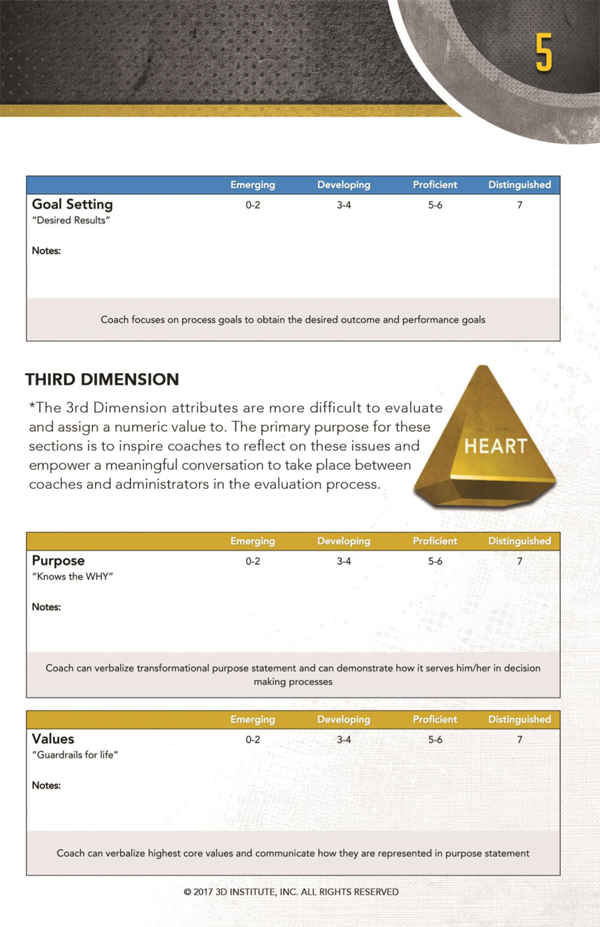 5
Emerging Developing Proficient Distinguished
Goal Setting 0-2 3-4 5-6 7
“Desired Results”
Notes:
Coach focuses on process goals to obtain the desired outcome and performance goals
THIRD DIMENSION
*The 3rd Dimension attributes are more difficult to evaluate
and assign a numeric value to. The primary purpose for these
sections is to inspire coaches to reflect on these issues and
empower a meaningful conversation to take place between
coaches and administrators in the evaluation process.
HEART
Emerging Developing Proficient Distinguished
Purpose 0-2 3-4 5-6 7
“Knows the WHY”
Notes:
Coach can verbalize transformational purpose statement and can demonstrate how it serves him/her in decision
making processes
Emerging Developing Proficient Distinguished
Values 0-2 3-4 5-6 7
“Guardrails for life”
Notes:
Coach can verbalize highest core values and communicate how they are represented in purpose statement
© 2017 3D INSTITUTE, INC. ALL RIGHTS RESERVED